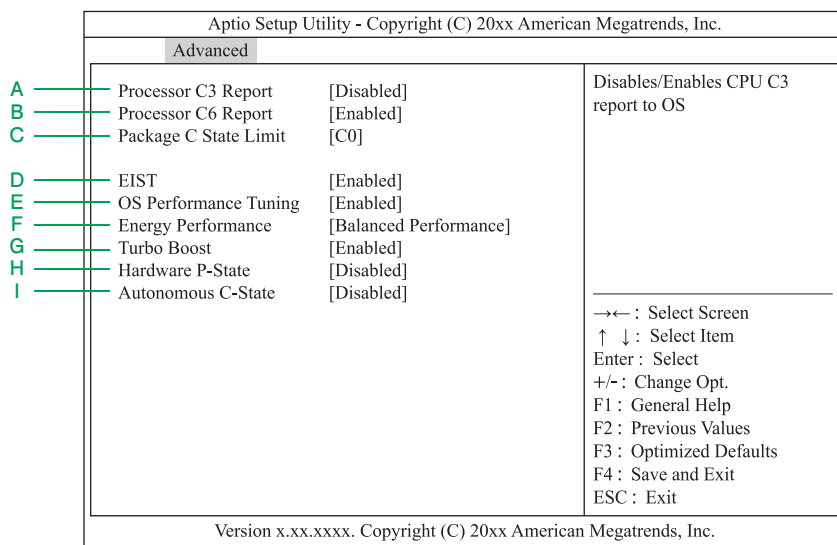 Aptio Setup Utility - Copyright (C) 20xx American Megatrends, Inc.
Advanced
A Processor C3 Report [Disabled]
B Processor C6 Report [Enabled]
C Package C State Limit [C0]
D EIST [Enabled]
E OS Performance Tuning [Enabled]
F Energy Performance [Balanced Performance]
G Turbo Boost [Enabled]
H Hardware P-State [Disabled]
I Autonomous C-State [Disabled]
Disables/Enables CPU C3
report to OS
→←: Select Screen
↑ ↓: Select Item
Enter : Select
+/-: Change Opt.
F1: General Help
F2: Previous Values
F3: Optimized Defaults
F4: Save and Exit
ESC: Exit
Version x.xx.xxxx. Copyright (C) 20xx American Megatrends, Inc.